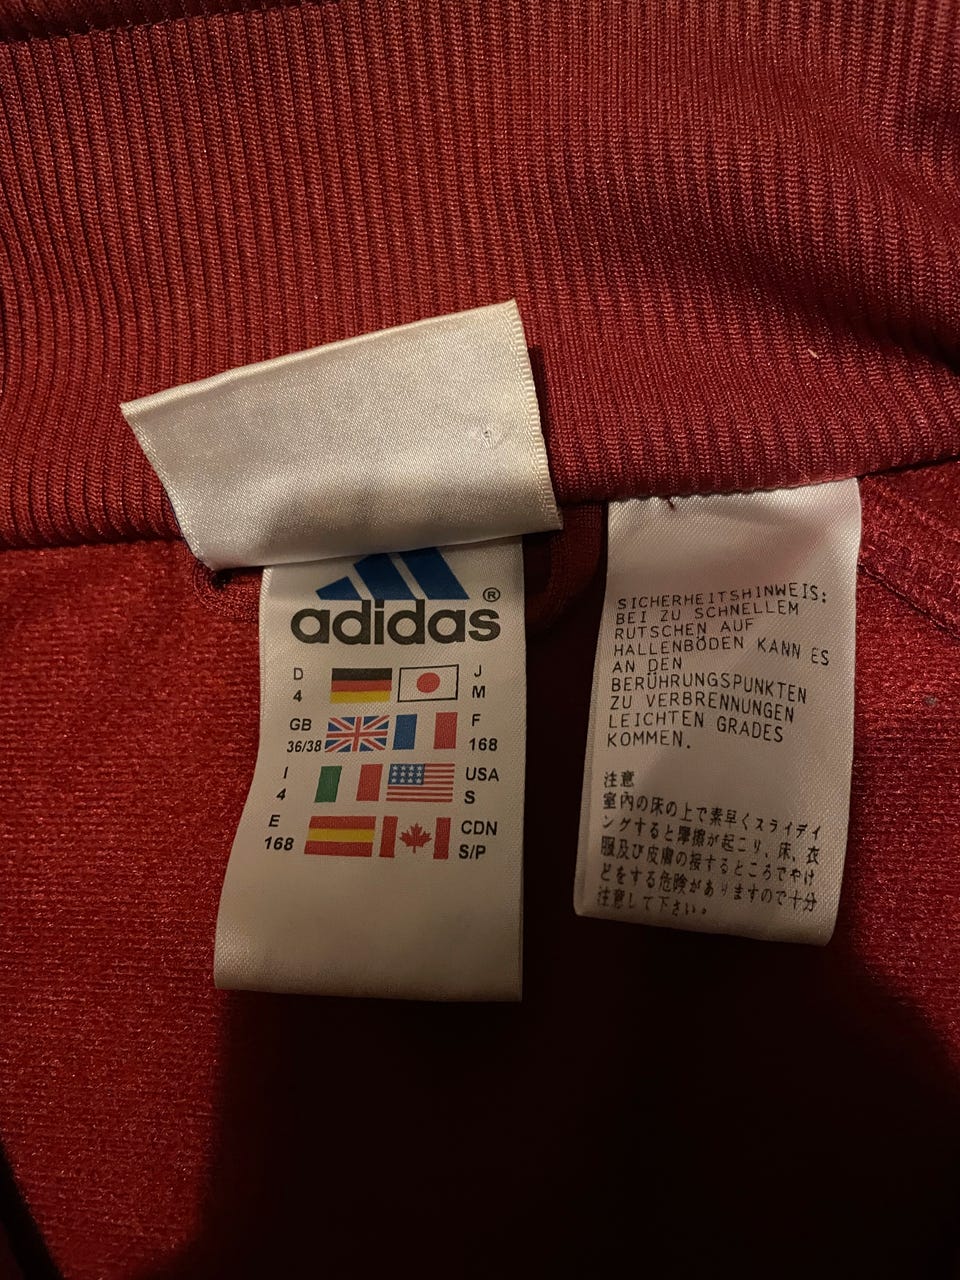 adidas®
D 4
J M
GB 36/38
F 168
I 4
USA S
E 168
CDN S/P
SICHERHEITSHINWEIS:
BEI ZU SCHNELLEM
RUTSCHEN AUF
HALLENBÖDEN KANN ES
AN DEN
BERÜHRUNGSPUNKTEN
ZU VERBRENNUNGEN
LEICHTEN GRADES
KOMMEN.
注意
室内の床の上で素早くスライディ
ングすると摩擦が起こり、床、衣
服及び皮膚の接するところでやけ
どをする危険がありますので十分
注意して下さい。